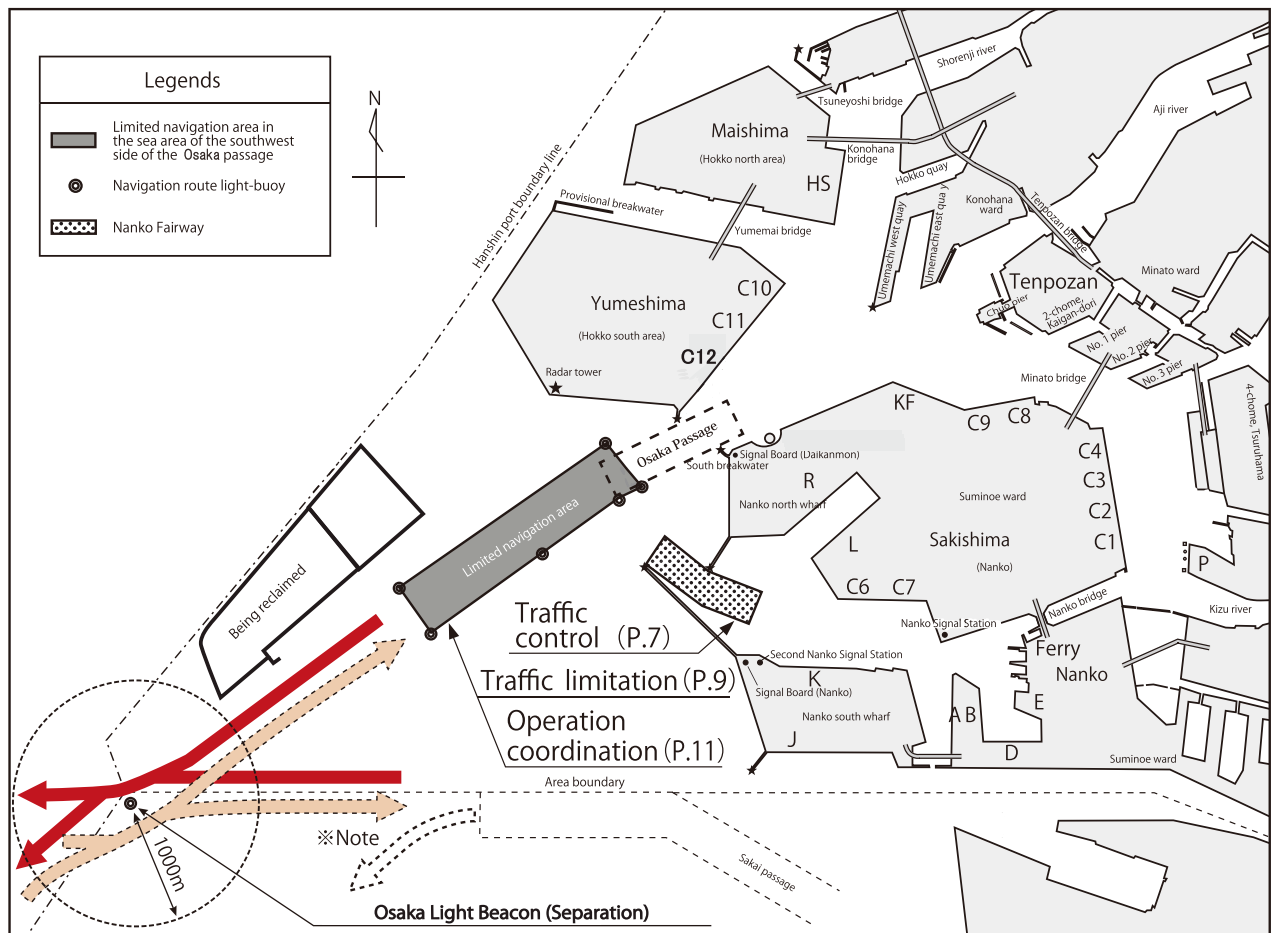 Legends
Limited navigation area in
the sea area of the southwest
side of the Osaka passage
Navigation route light-buoy
Nanko Fairway
N
Hanshin port boundary line
Shorenji river
Tsuneyoshi bridge
Aji river
Maishima
(Hokko north area)
HS
Konohana
bridge
Hokko quay
Provisional breakwater
Yumemai bridge
Umemachi west quay
Umemachi east qua y
Konohana
ward
Tenpozan bridge
Minato ward
Tenpozan
Chuo pier
2-chome,
Kaigan-dori
No. 1 pier
No. 2 pier
No. 3 pier
Minato bridge
4-chome, Tsuruhama
Yumeshima
(Hokko south area)
C10
C11
C12
Radar tower
Osaka Passage
South breakwater
Signal Board (Daikanmon)
KF
C9
C8
C4
C3
C2
C1
R
Nanko north wharf
Suminoe ward
Sakishima
(Nanko)
L
C6
C7
P
Nanko bridge
Kizu river
Nanko Signal Station
Limited navigation area
Being reclaimed
Traffic
control (P.7)
Traffic limitation (P.9)
Operation
coordination (P.11)
Second Nanko Signal Station
K
Signal Board (Nanko)
Nanko south wharf
J
Ferry
Nanko
A B
E
D
Suminoe ward
Area boundary
※Note
1000m
Sakai passage
Osaka Light Beacon (Separation)